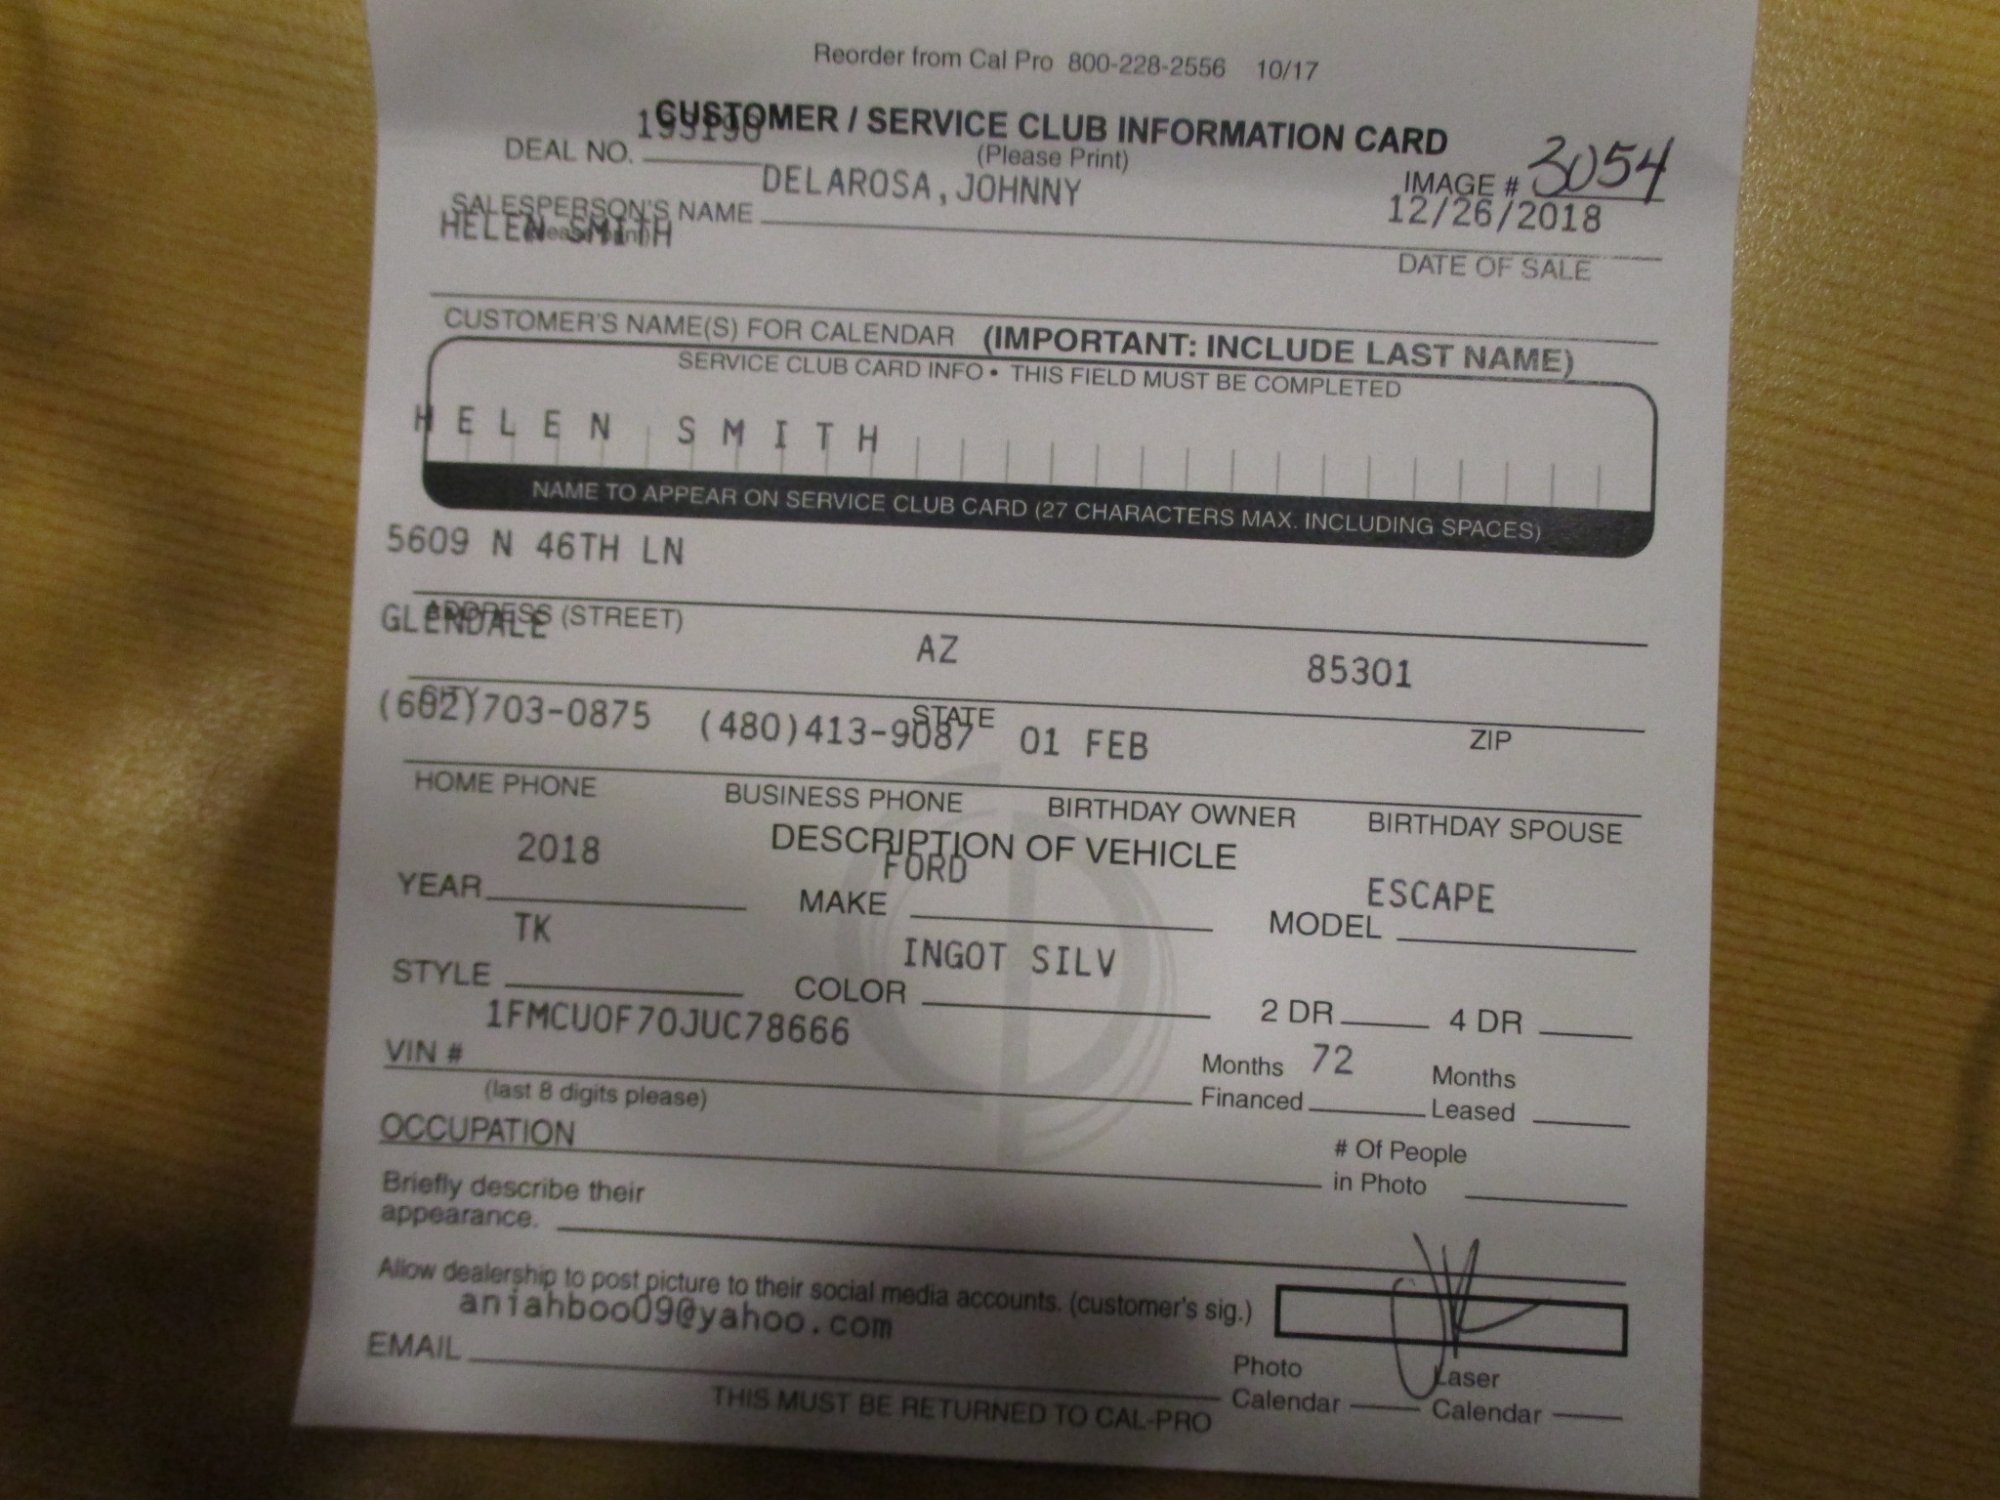 Reorder from Cal Pro 800-228-2556 10/17
CUSTOMER / SERVICE CLUB INFORMATION CARD
(Please Print)
DEAL NO. 195196
IMAGE # 3054
SALESPERSON'S NAME DELAROSA,JOHNNY
12/26/2018
DATE OF SALE
HELEN SMITH
CUSTOMER'S NAME(S) FOR CALENDAR (IMPORTANT: INCLUDE LAST NAME)
SERVICE CLUB CARD INFO • THIS FIELD MUST BE COMPLETED
HELEN SMITH
NAME TO APPEAR ON SERVICE CLUB CARD (27 CHARACTERS MAX. INCLUDING SPACES)
5609 N 46TH LN
ADDRESS (STREET)
GLENDALE AZ 85301
CITY STATE ZIP
(602)703-0875 (480)413-9087 01 FEB
HOME PHONE BUSINESS PHONE BIRTHDAY OWNER BIRTHDAY SPOUSE
DESCRIPTION OF VEHICLE
YEAR 2018 MAKE FORD MODEL ESCAPE
STYLE TK COLOR INGOT SILV 2 DR 4 DR
VIN # 1FMCU0F70JUC78666
(last 8 digits please)
Months Financed 72 Months Leased
OCCUPATION
# Of People in Photo
Briefly describe their
appearance.
Allow dealership to post picture to their social media accounts. (customer's sig.)
EMAIL aniahboo09@yahoo.com
Photo Calendar Laser Calendar
THIS MUST BE RETURNED TO CAL-PRO